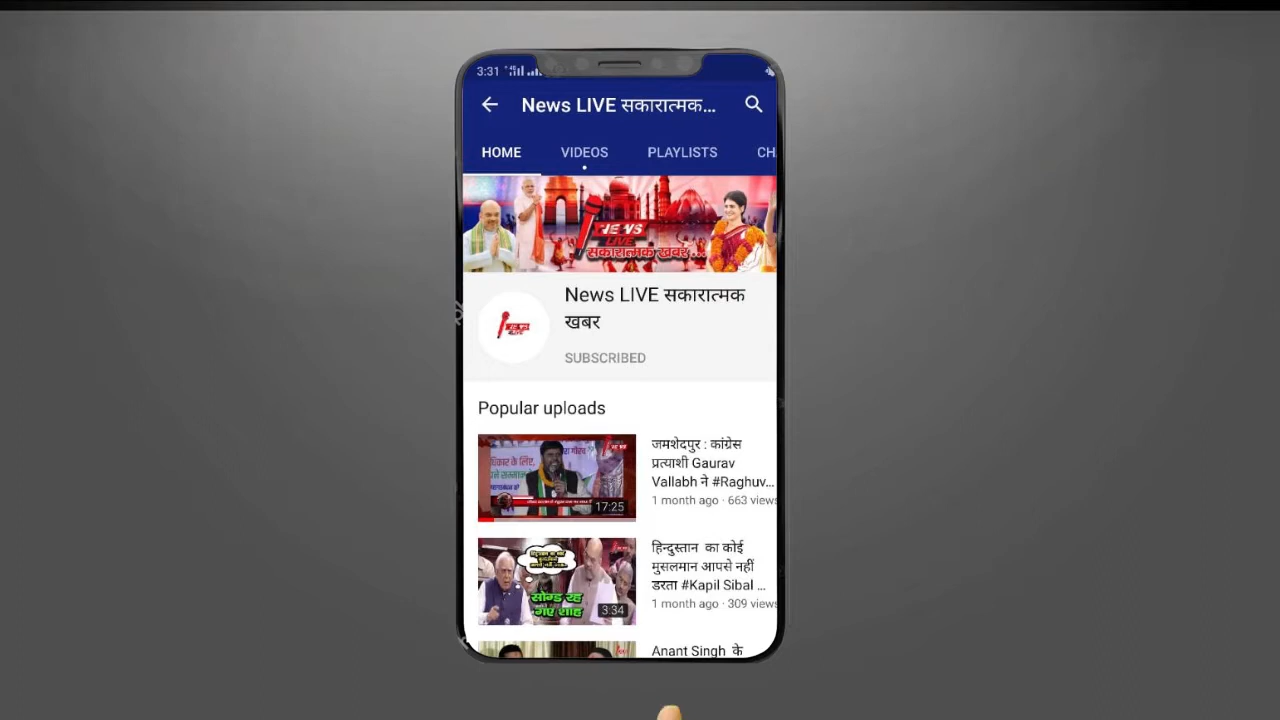 3:31
News LIVE सकारात्मक...
HOME
VIDEOS
PLAYLISTS
CH
NEWS
LIVE
सकारात्मक खबर ...
News LIVE सकारात्मक
खबर
SUBSCRIBED
Popular uploads
17:25
जमशेदपुर : कांग्रेस
प्रत्याशी Gaurav
Vallabh ने #Raghuv...
1 month ago · 663 views
सोचते रह
गए शाह
3:34
हिन्दुस्तान का कोई
मुसलमान आपसे नहीं
डरता #Kapil Sibal ...
1 month ago · 309 views
Anant Singh के